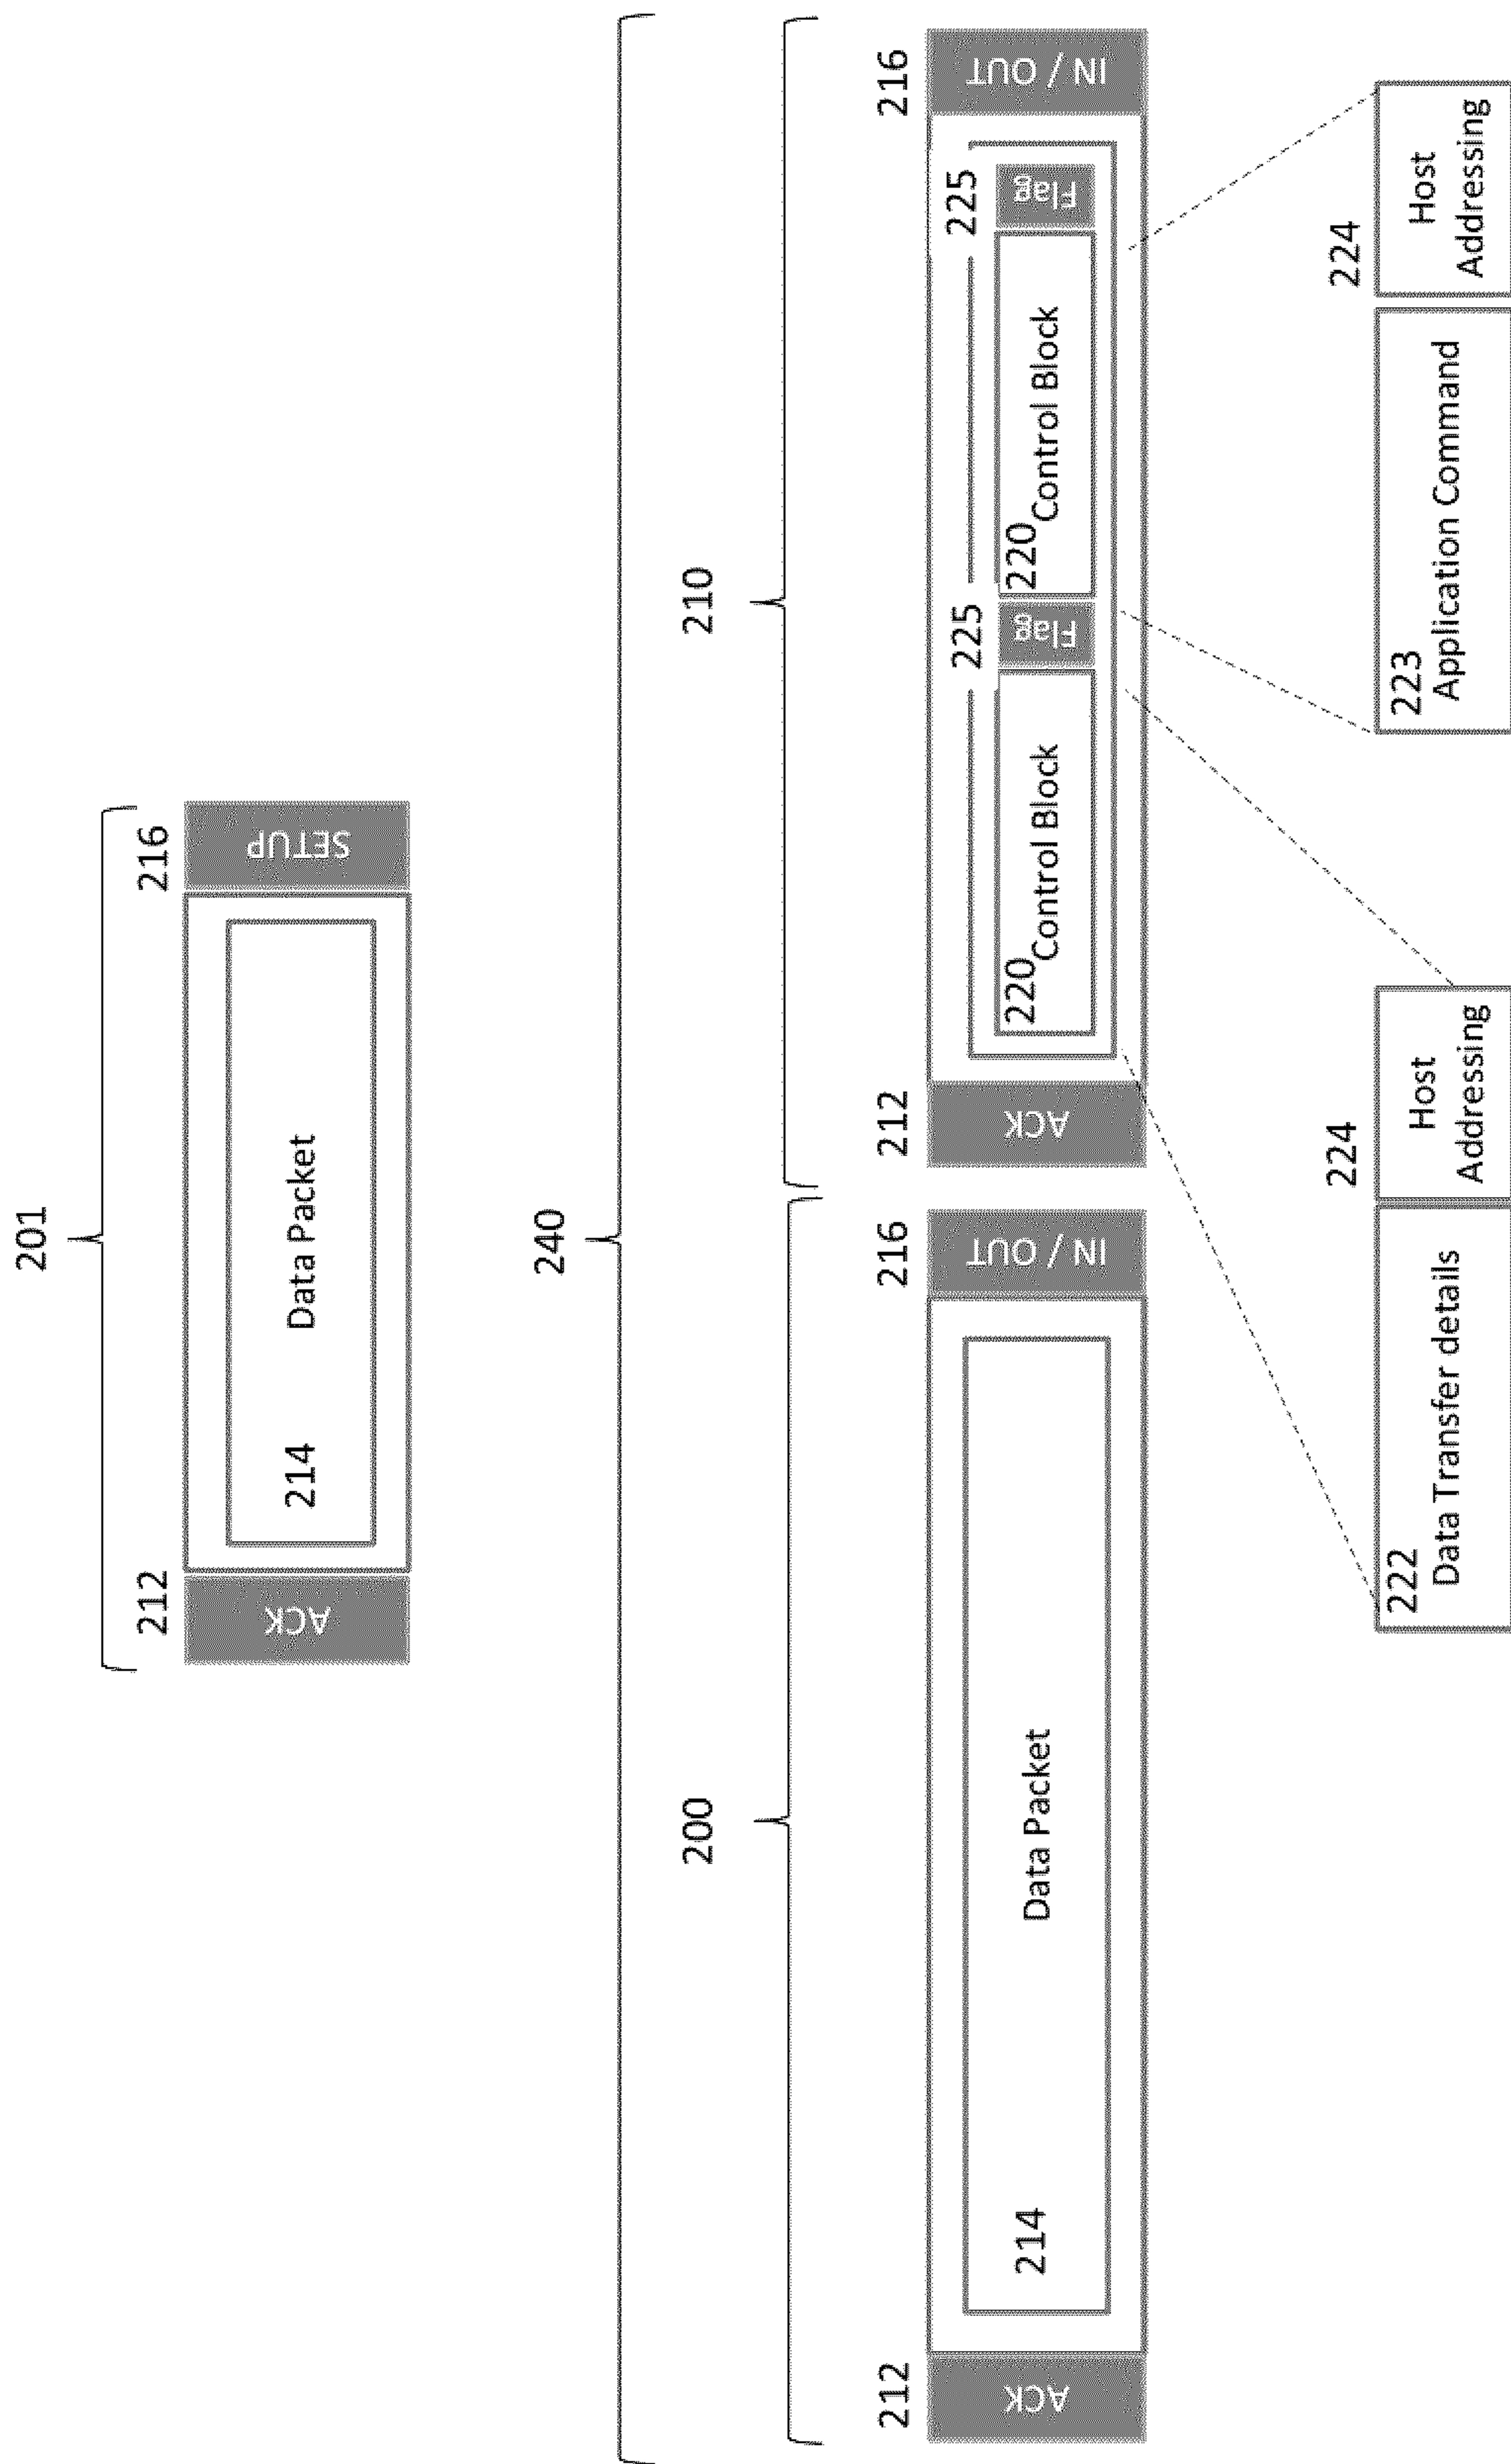 201
212
216
ACK
214
Data Packet
SETUP
240
200
210
212
216
212
216
ACK
214
Data Packet
IN / OUT
ACK
225
225
220
Control Block
Flag
220
Control Block
Flag
IN / OUT
224
224
222
Data Transfer details
Host
Addressing
223
Application Command
Host
Addressing